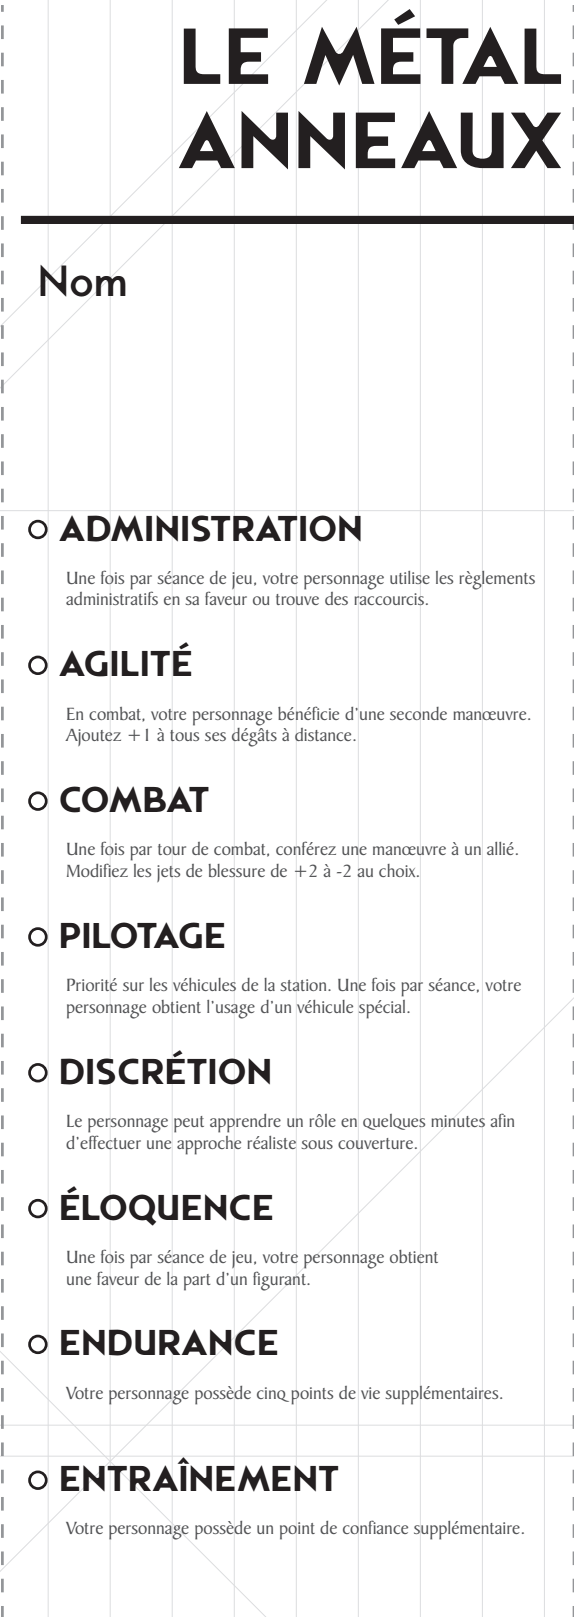 LE MÉTAL
ANNEAUX
Nom
ADMINISTRATION
Une fois par séance de jeu, votre personnage utilise les règlements
administratifs en sa faveur ou trouve des raccourcis.
AGILITÉ
En combat, votre personnage bénéficie d'une seconde manœuvre.
Ajoutez +1 à tous ses dégâts à distance.
COMBAT
Une fois par tour de combat, conférez une manœuvre à un allié.
Modifiez les jets de blessure de +2 à -2 au choix.
PILOTAGE
Priorité sur les véhicules de la station. Une fois par séance, votre
personnage obtient l'usage d'un véhicule spécial.
DISCRÉTION
Le personnage peut apprendre un rôle en quelques minutes afin
d'effectuer une approche réaliste sous couverture.
ÉLOQUENCE
Une fois par séance de jeu, votre personnage obtient
une faveur de la part d'un figurant.
ENDURANCE
Votre personnage possède cinq points de vie supplémentaires.
ENTRAÎNEMENT
Votre personnage possède un point de confiance supplémentaire.